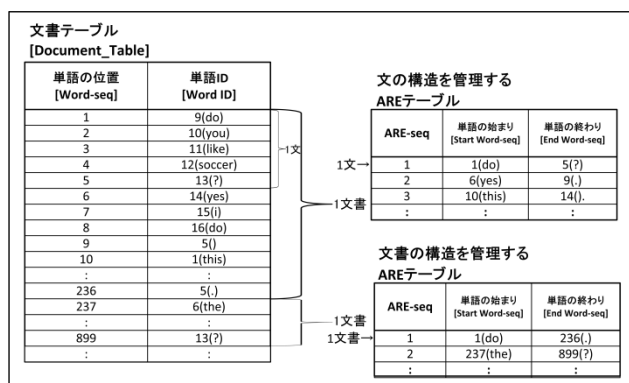 文書テーブル
[Document_Table]
単語の位置 単語ID
[Word-seq] [Word ID]
1 9(do)
2 10(you)
3 11(like)
4 12(soccer)
5 13(?)
6 14(yes)
7 15(i)
8 16(do)
9 5()
10 1(this)
: :
236 5(.)
237 6(the)
: :
899 13(?)
: :
1文
1文書
1文書
文の構造を管理する
AREテーブル
ARE-seq 単語の始まり 単語の終わり
[Start Word-seq] [End Word-seq]
1文→ 1 1(do) 5(?)
2 6(yes) 9(.)
3 10(this) 14().
: : :
文書の構造を管理する
AREテーブル
ARE-seq 単語の始まり 単語の終わり
[Start Word-seq] [End Word-seq]
1文書→ 1 1(do) 236(.)
2 237(the) 899(?)
: : :